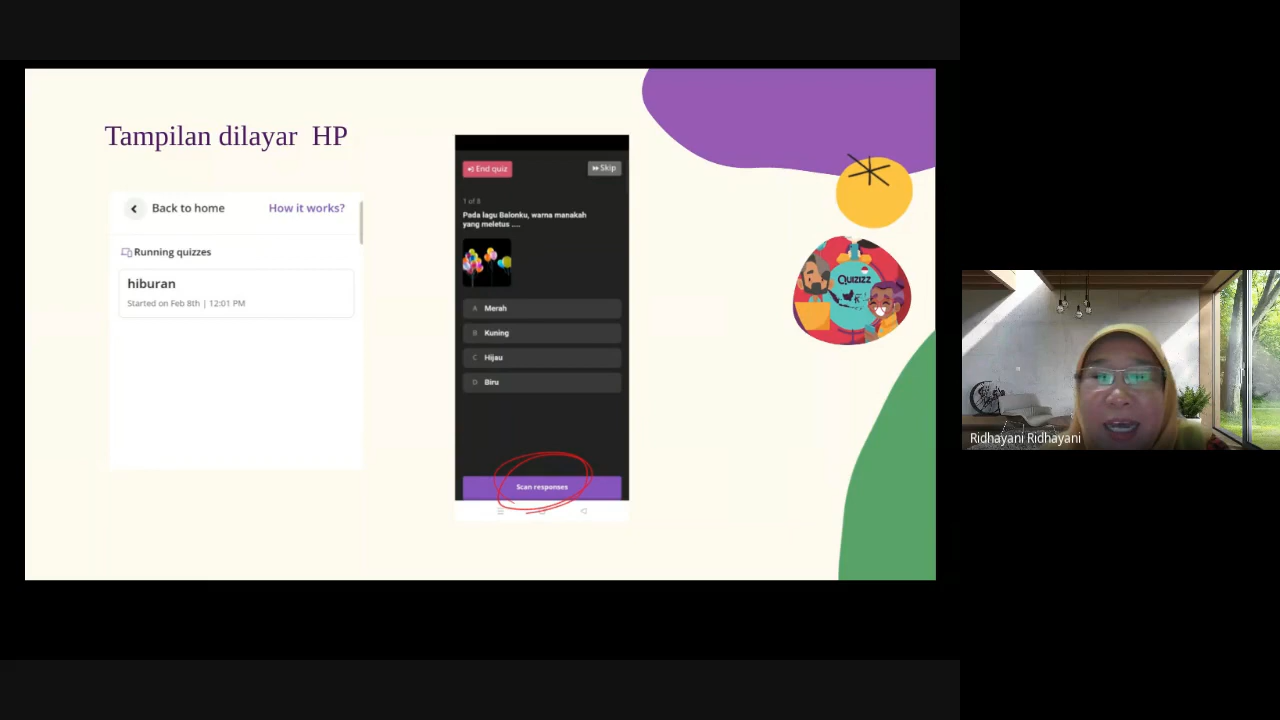 Tampilan dilayar HP
Back to home
How it works?
Running quizzes
hiburan
Started on Feb 8th | 12:01 PM
End quiz
Skip
1 of 8
Pada lagu Balonku, warna manakah
yang meletus ....
A Merah
B Kuning
C Hijau
D Biru
Scan responses
QUIZIZZ
Ridhayani Ridhayani